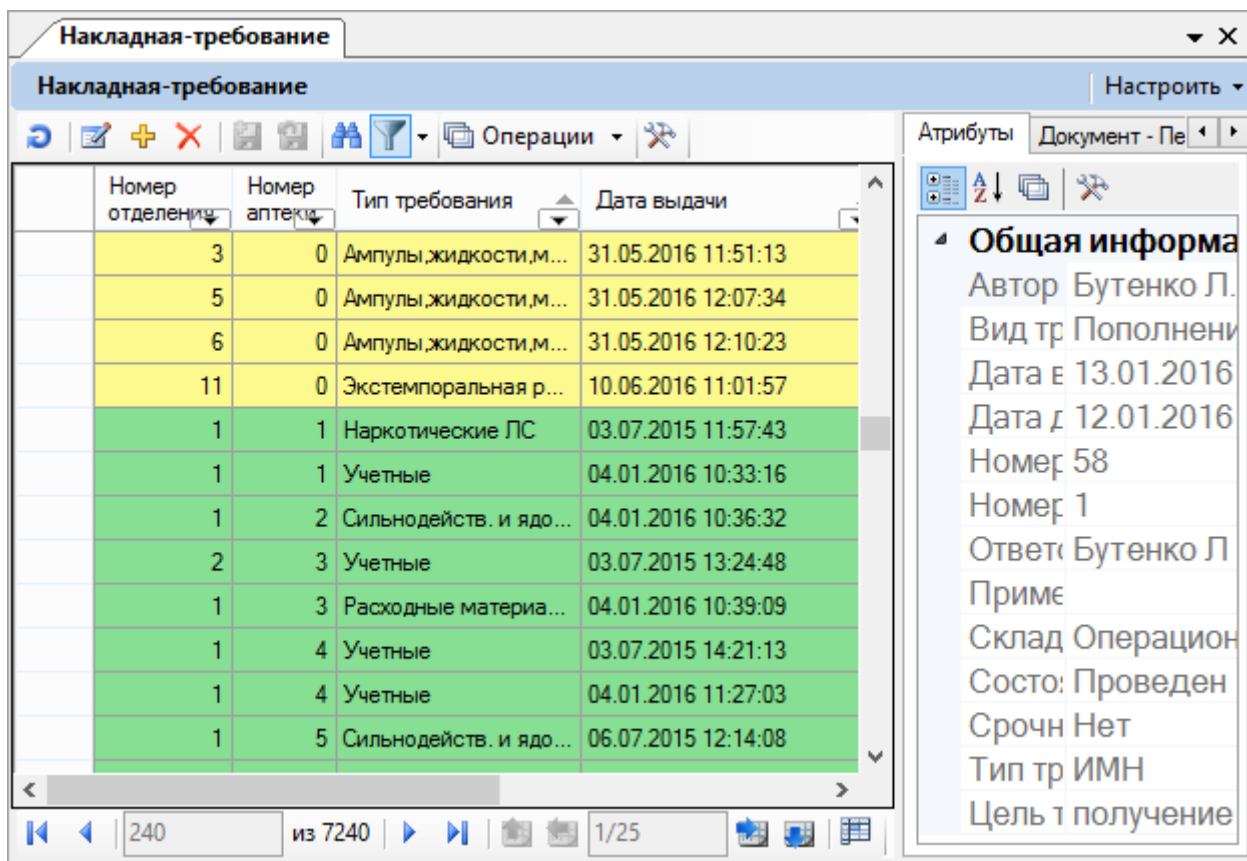 Накладная-требование
Накладная-требование
Настроить
Операции
Атрибуты
Документ - Пе
Номер отделения
Номер аптеки
Тип требования
Дата выдачи
3 0 Ампулы,жидкости,м... 31.05.2016 11:51:13
5 0 Ампулы,жидкости,м... 31.05.2016 12:07:34
6 0 Ампулы,жидкости,м... 31.05.2016 12:10:23
11 0 Экстемпоральная р... 10.06.2016 11:01:57
1 1 Наркотические ЛС 03.07.2015 11:57:43
1 1 Учетные 04.01.2016 10:33:16
1 2 Сильнодейств. и ядо... 04.01.2016 10:36:32
2 3 Учетные 03.07.2015 13:24:48
1 3 Расходные материа... 04.01.2016 10:39:09
1 4 Учетные 03.07.2015 14:21:13
1 4 Учетные 04.01.2016 11:27:03
1 5 Сильнодейств. и ядо... 06.07.2015 12:14:08
240 из 7240 1/25
A
Z
Общая информа
Автор Бутенко Л.
Вид тр Пополнени
Дата в 13.01.2016
Дата д 12.01.2016
Номер 58
Номер 1
Ответс Бутенко Л
Приме
Склад Операцион
Состоя Проведен
Срочн Нет
Тип тр ИМН
Цель т получение